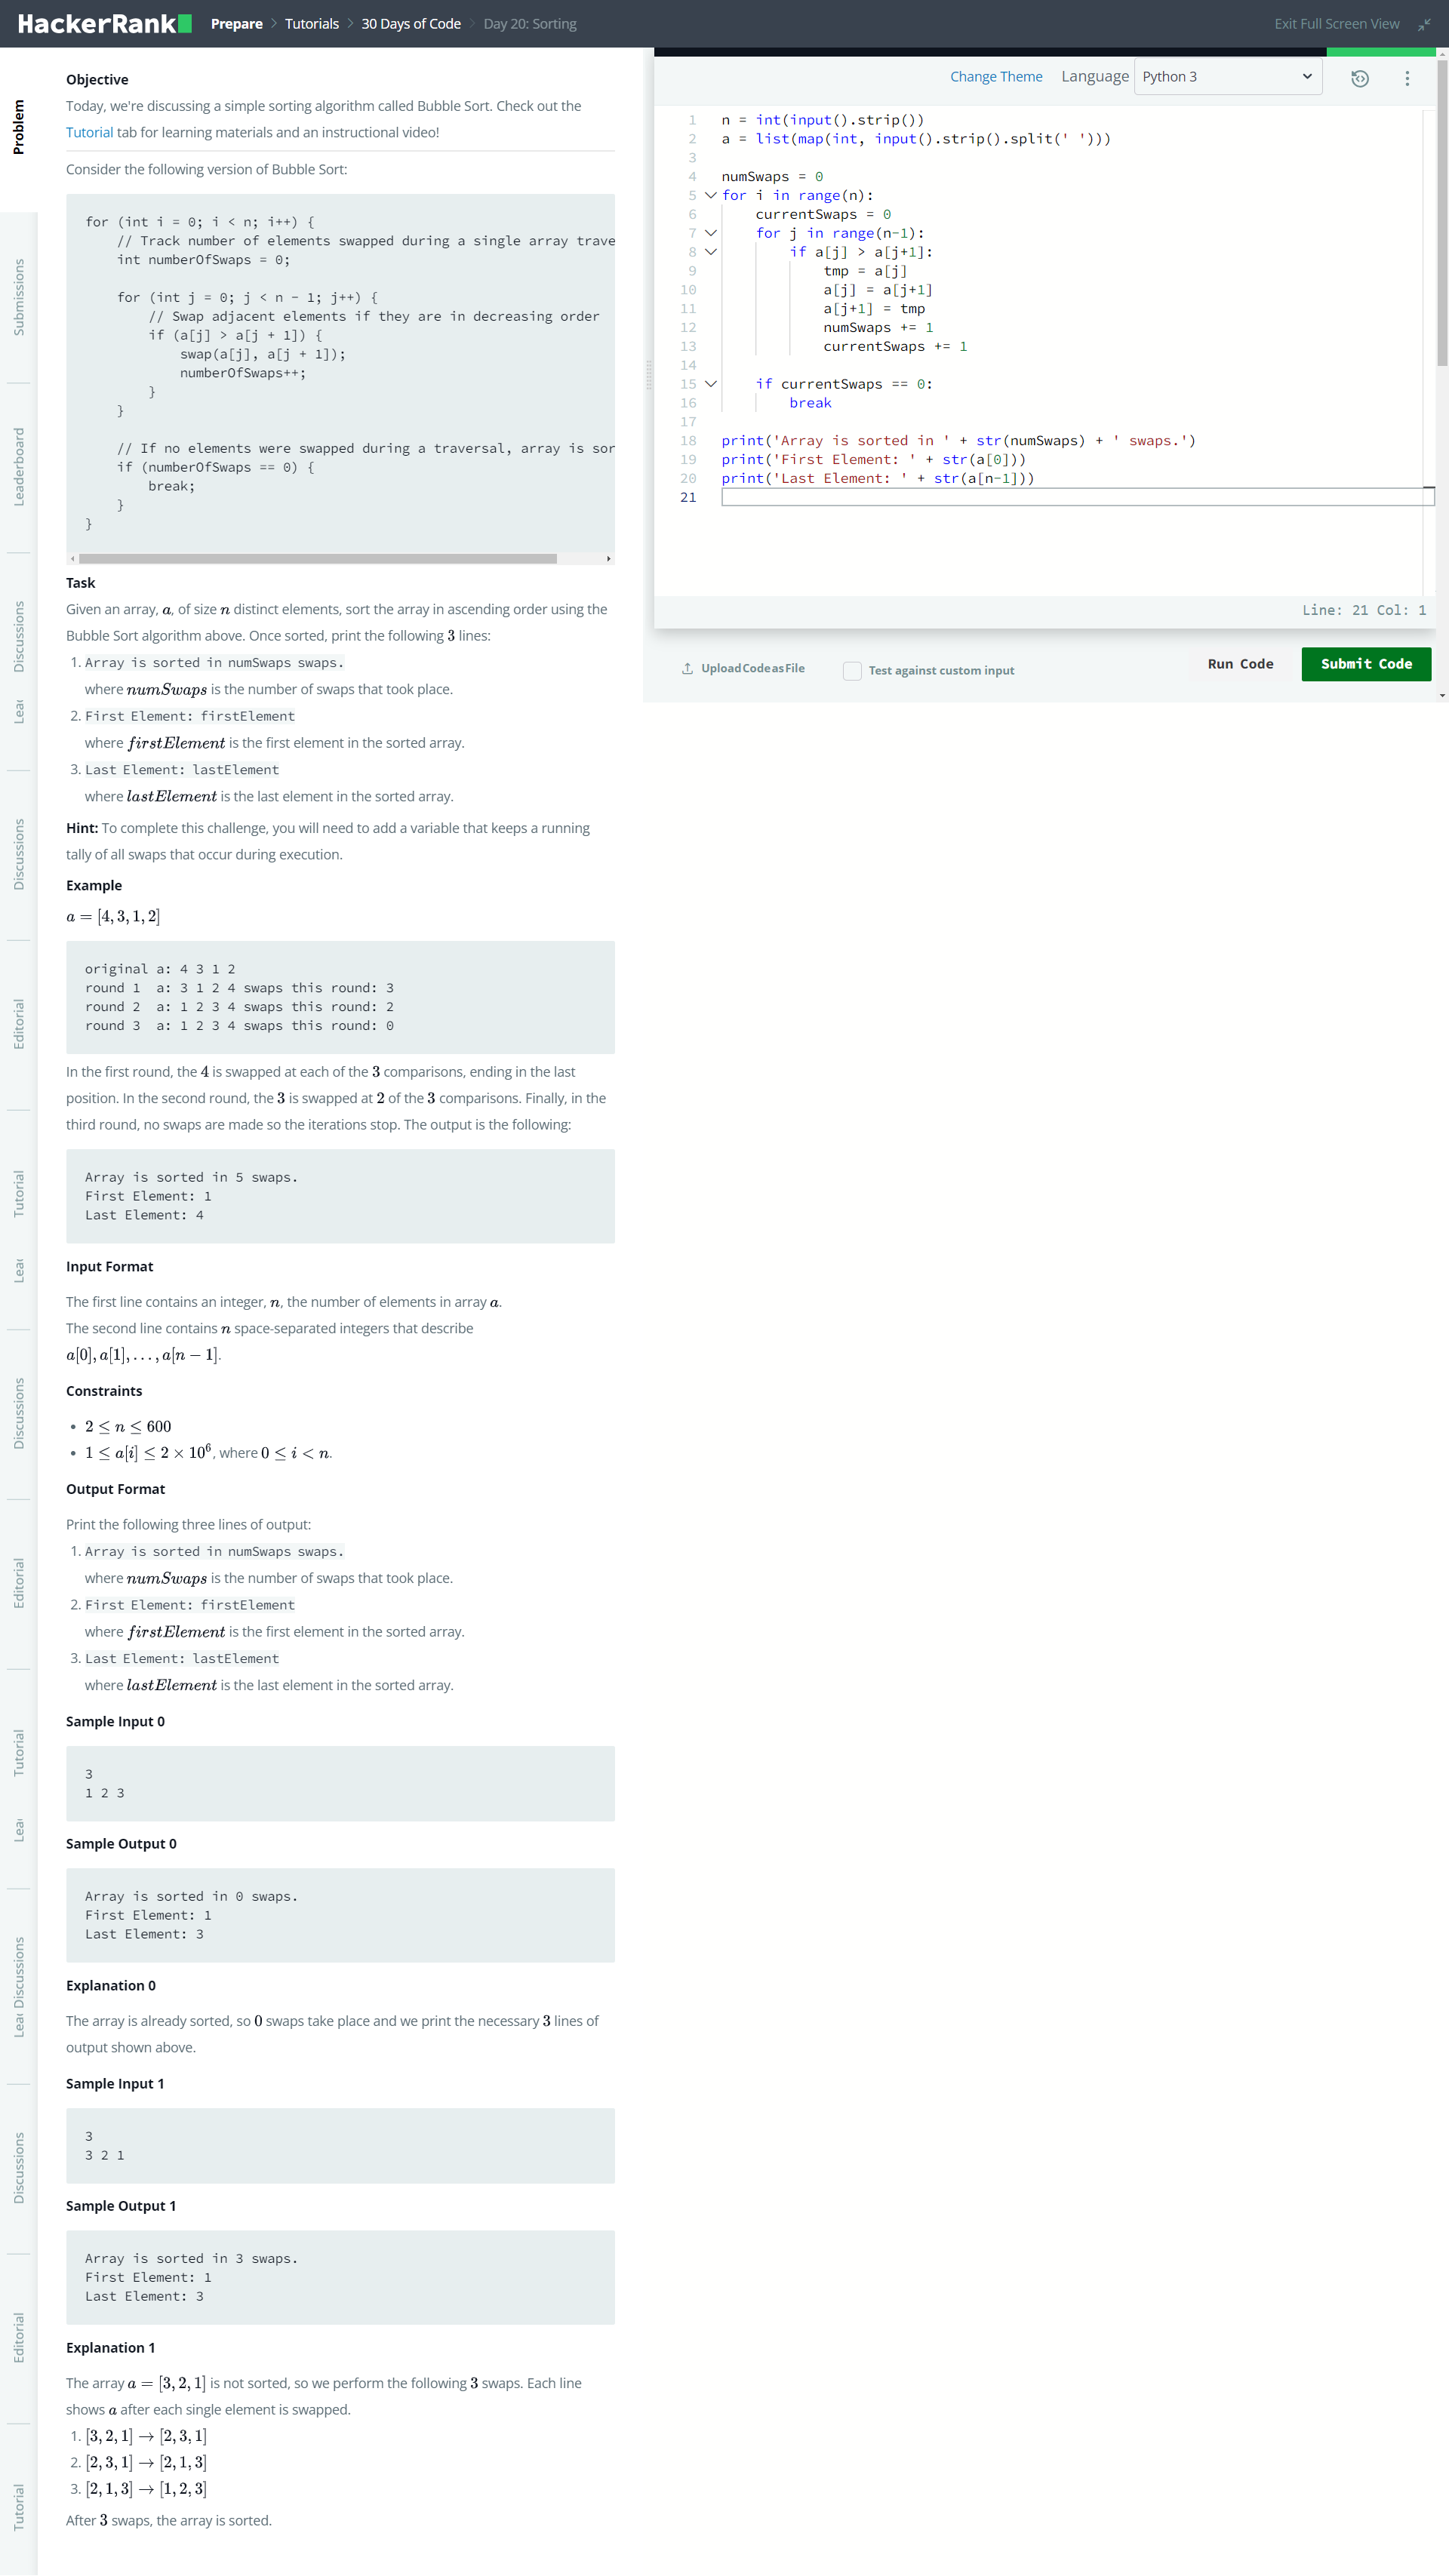 HackerRank
Prepare > Tutorials > 30 Days of Code > Day 20: Sorting
Exit Full Screen View
Problem
Submissions
Leaderboard
Discussions
Lea
Discussions
Editorial
Tutorial
Lea
Discussions
Editorial
Tutorial
Lea
Lea Discussions
Discussions
Editorial
Tutorial
Objective
Today, we're discussing a simple sorting algorithm called Bubble Sort. Check out the
Tutorial tab for learning materials and an instructional video!
Consider the following version of Bubble Sort:
for (int i = 0; i < n; i++) {
    // Track number of elements swapped during a single array trave
    int numberOfSwaps = 0;
    for (int j = 0; j < n - 1; j++) {
        // Swap adjacent elements if they are in decreasing order
        if (a[j] > a[j + 1]) {
            swap(a[j], a[j + 1]);
            numberOfSwaps++;
        }
    }
    // If no elements were swapped during a traversal, array is sor
    if (numberOfSwaps == 0) {
        break;
    }
}
Task
Given an array, a, of size n distinct elements, sort the array in ascending order using the
Bubble Sort algorithm above. Once sorted, print the following 3 lines:
1. Array is sorted in numSwaps swaps.
where numSwaps is the number of swaps that took place.
2. First Element: firstElement
where firstElement is the first element in the sorted array.
3. Last Element: lastElement
where lastElement is the last element in the sorted array.
Hint: To complete this challenge, you will need to add a variable that keeps a running
tally of all swaps that occur during execution.
Example
a = [4, 3, 1, 2]
original a: 4 3 1 2
round 1  a: 3 1 2 4 swaps this round: 3
round 2  a: 1 2 3 4 swaps this round: 2
round 3  a: 1 2 3 4 swaps this round: 0
In the first round, the 4 is swapped at each of the 3 comparisons, ending in the last
position. In the second round, the 3 is swapped at 2 of the 3 comparisons. Finally, in the
third round, no swaps are made so the iterations stop. The output is the following:
Array is sorted in 5 swaps.
First Element: 1
Last Element: 4
Input Format
The first line contains an integer, n, the number of elements in array a.
The second line contains n space-separated integers that describe
a[0], a[1], . . . , a[n − 1].
Constraints
• 2 ≤ n ≤ 600
• 1 ≤ a[i] ≤ 2 × 10⁶, where 0 ≤ i < n.
Output Format
Print the following three lines of output:
1. Array is sorted in numSwaps swaps.
where numSwaps is the number of swaps that took place.
2. First Element: firstElement
where firstElement is the first element in the sorted array.
3. Last Element: lastElement
where lastElement is the last element in the sorted array.
Sample Input 0
3
1 2 3
Sample Output 0
Array is sorted in 0 swaps.
First Element: 1
Last Element: 3
Explanation 0
The array is already sorted, so 0 swaps take place and we print the necessary 3 lines of
output shown above.
Sample Input 1
3
3 2 1
Sample Output 1
Array is sorted in 3 swaps.
First Element: 1
Last Element: 3
Explanation 1
The array a = [3, 2, 1] is not sorted, so we perform the following 3 swaps. Each line
shows a after each single element is swapped.
1. [3, 2, 1] → [2, 3, 1]
2. [2, 3, 1] → [2, 1, 3]
3. [2, 1, 3] → [1, 2, 3]
After 3 swaps, the array is sorted.
Change Theme Language Python 3
1 n = int(input().strip())
2 a = list(map(int, input().strip().split(' ')))
3
4 numSwaps = 0
5 for i in range(n):
6     currentSwaps = 0
7     for j in range(n-1):
8         if a[j] > a[j+1]:
9             tmp = a[j]
10             a[j] = a[j+1]
11             a[j+1] = tmp
12             numSwaps += 1
13             currentSwaps += 1
14
15     if currentSwaps == 0:
16         break
17
18 print('Array is sorted in ' + str(numSwaps) + ' swaps.')
19 print('First Element: ' + str(a[0]))
20 print('Last Element: ' + str(a[n-1]))
21
Line: 21 Col: 1
Upload Code as File
Test against custom input
Run Code
Submit Code